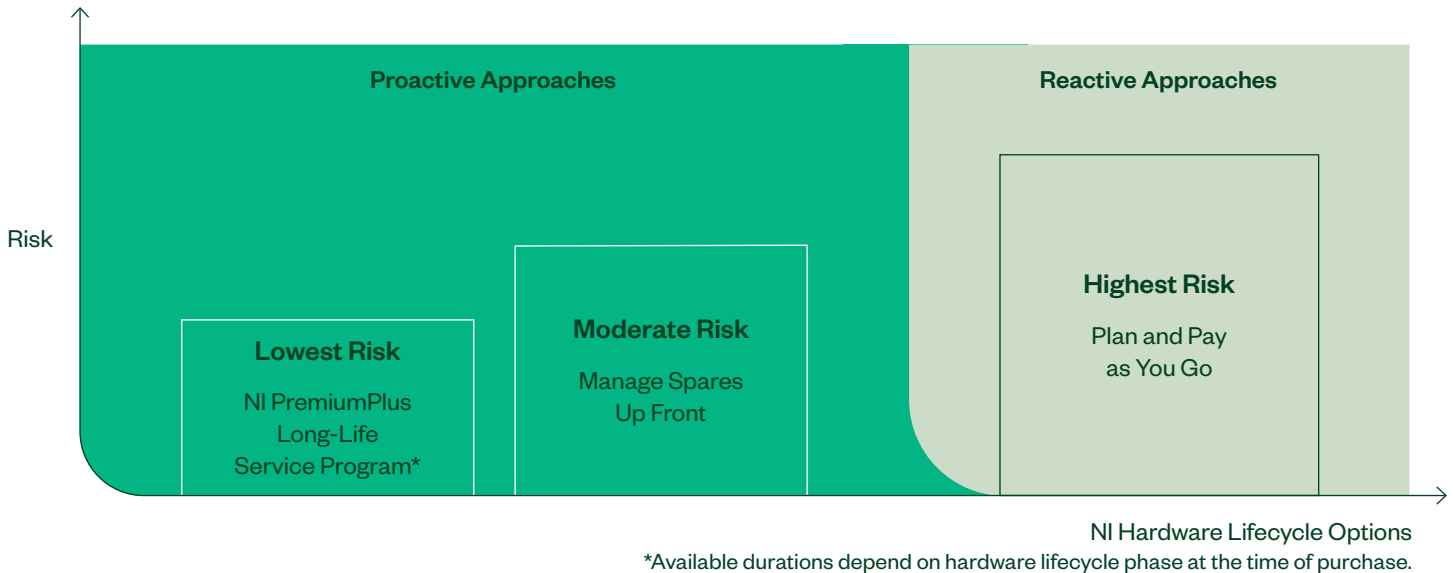 Proactive Approaches
Reactive Approaches
Risk
Lowest Risk
NI PremiumPlus
Long-Life
Service Program*
Moderate Risk
Manage Spares
Up Front
Highest Risk
Plan and Pay
as You Go
NI Hardware Lifecycle Options
*Available durations depend on hardware lifecycle phase at the time of purchase.